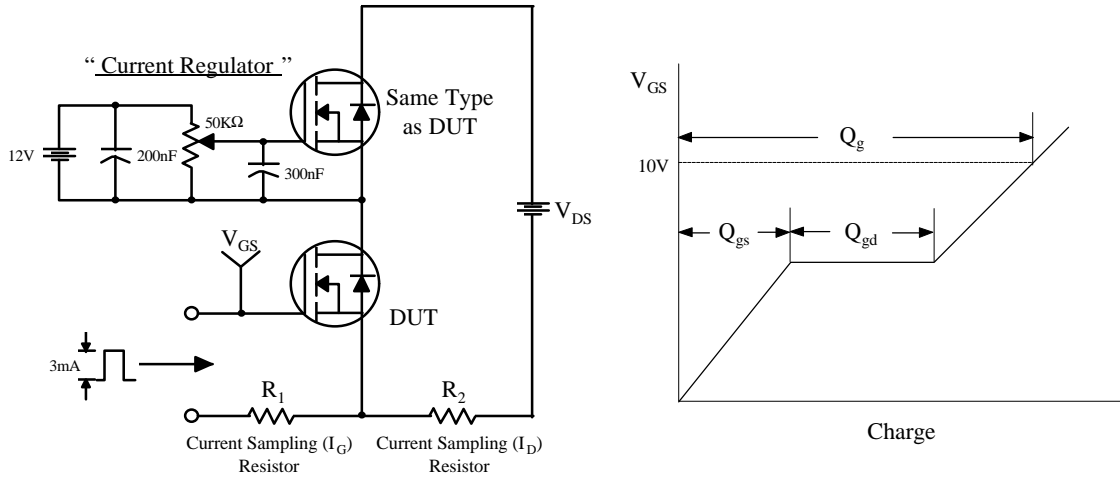 “ Current Regulator ”
Same Type
as DUT
50KΩ
12V
200nF
300nF
V_DS
V_GS
DUT
3mA
R_1
R_2
Current Sampling (I_G)
Resistor
Current Sampling (I_D)
Resistor
V_GS
Q_g
10V
Q_gs
Q_gd
Charge